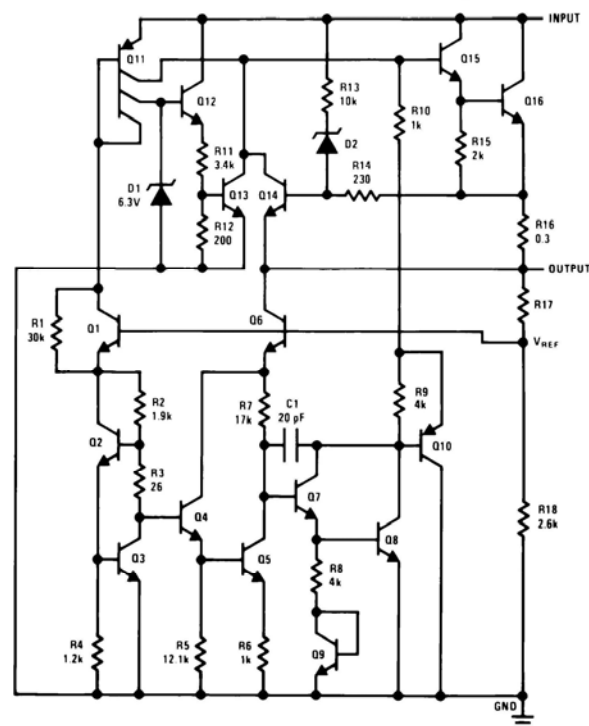 INPUT
Q11
Q12
Q15
Q16
R13
10k
R10
1k
R11
3.4k
D2
R14
230
R15
2k
D1
6.3V
Q13
Q14
R12
200
R16
0.3
OUTPUT
R1
30k
Q1
Q6
R17
VREF
R2
1.9k
R7
17k
C1
20 pF
R9
4k
Q10
Q2
R3
26
Q4
Q7
R18
2.6k
Q3
Q5
R8
4k
Q8
R4
1.2k
R5
12.1k
R6
1k
Q9
GND